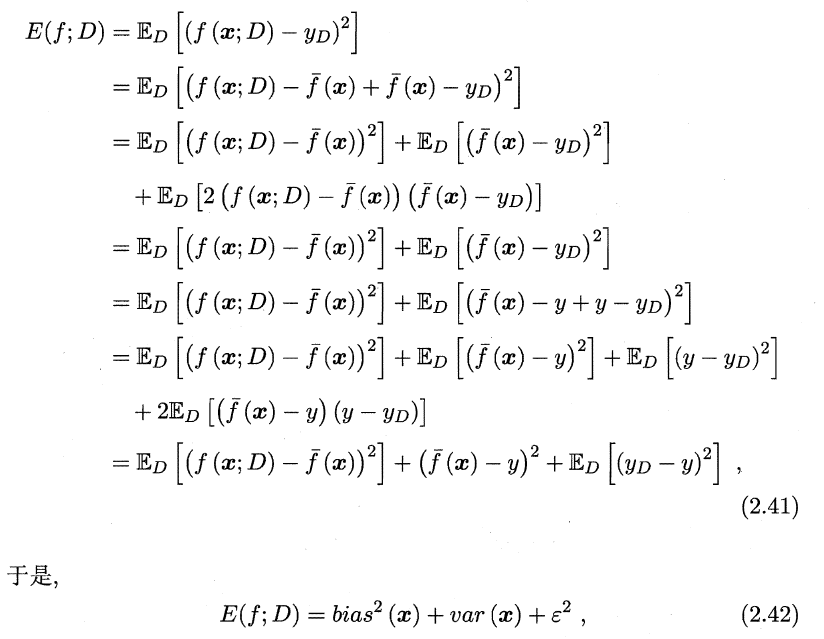 E(f; D) = 𝔼_D [(f (𝒙; D) − y_D)²]
= 𝔼_D [(f (𝒙; D) − f̄ (𝒙) + f̄ (𝒙) − y_D)²]
= 𝔼_D [(f (𝒙; D) − f̄ (𝒙))²] + 𝔼_D [(f̄ (𝒙) − y_D)²]
+ 𝔼_D [2 (f (𝒙; D) − f̄ (𝒙)) (f̄ (𝒙) − y_D)]
= 𝔼_D [(f (𝒙; D) − f̄ (𝒙))²] + 𝔼_D [(f̄ (𝒙) − y_D)²]
= 𝔼_D [(f (𝒙; D) − f̄ (𝒙))²] + 𝔼_D [(f̄ (𝒙) − y + y − y_D)²]
= 𝔼_D [(f (𝒙; D) − f̄ (𝒙))²] + 𝔼_D [(f̄ (𝒙) − y)²] + 𝔼_D [(y − y_D)²]
+ 2𝔼_D [(f̄ (𝒙) − y) (y − y_D)]
= 𝔼_D [(f (𝒙; D) − f̄ (𝒙))²] + (f̄ (𝒙) − y)² + 𝔼_D [(y_D − y)²] ,
(2.41)
于是,
E(f; D) = bias² (𝒙) + var (𝒙) + ε² , (2.42)